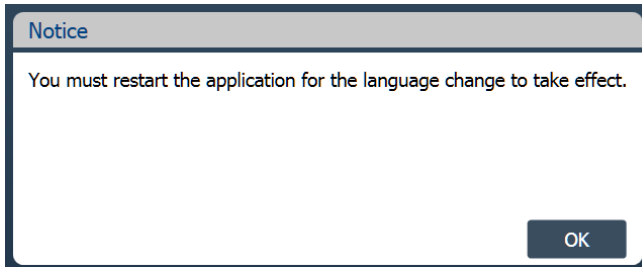 Notice
You must restart the application for the language change to take effect.
OK